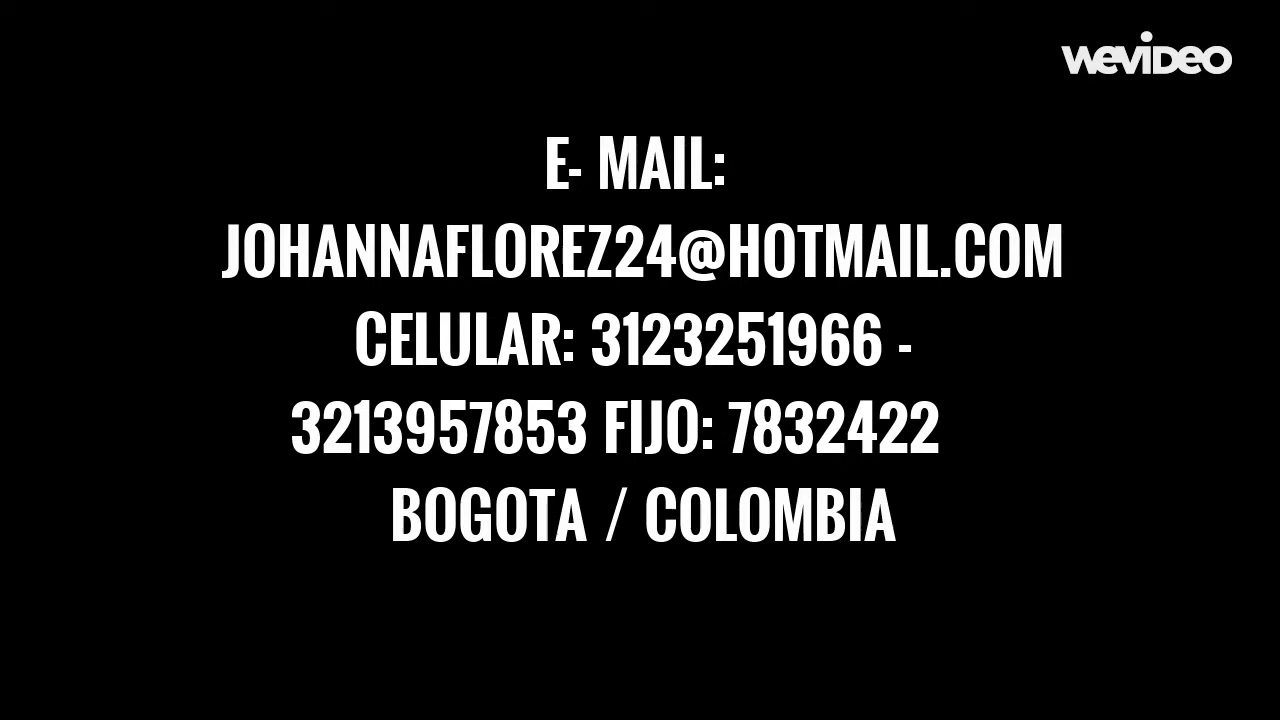 WEVIDEO
E- MAIL:
JOHANNAFLOREZ24@HOTMAIL.COM
CELULAR: 3123251966 -
3213957853 FIJO: 7832422
BOGOTA / COLOMBIA